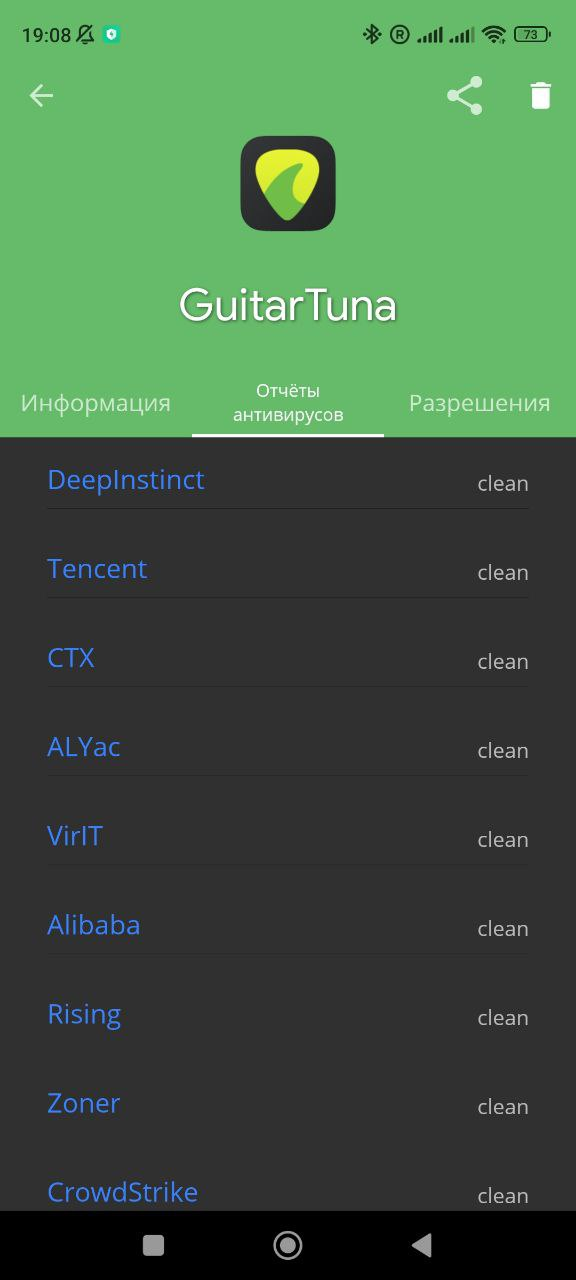 19:08
R
73
GuitarTuna
Информация
Отчёты
антивирусов
Разрешения
DeepInstinct clean
Tencent clean
CTX clean
ALYac clean
VirIT clean
Alibaba clean
Rising clean
Zoner clean
CrowdStrike clean